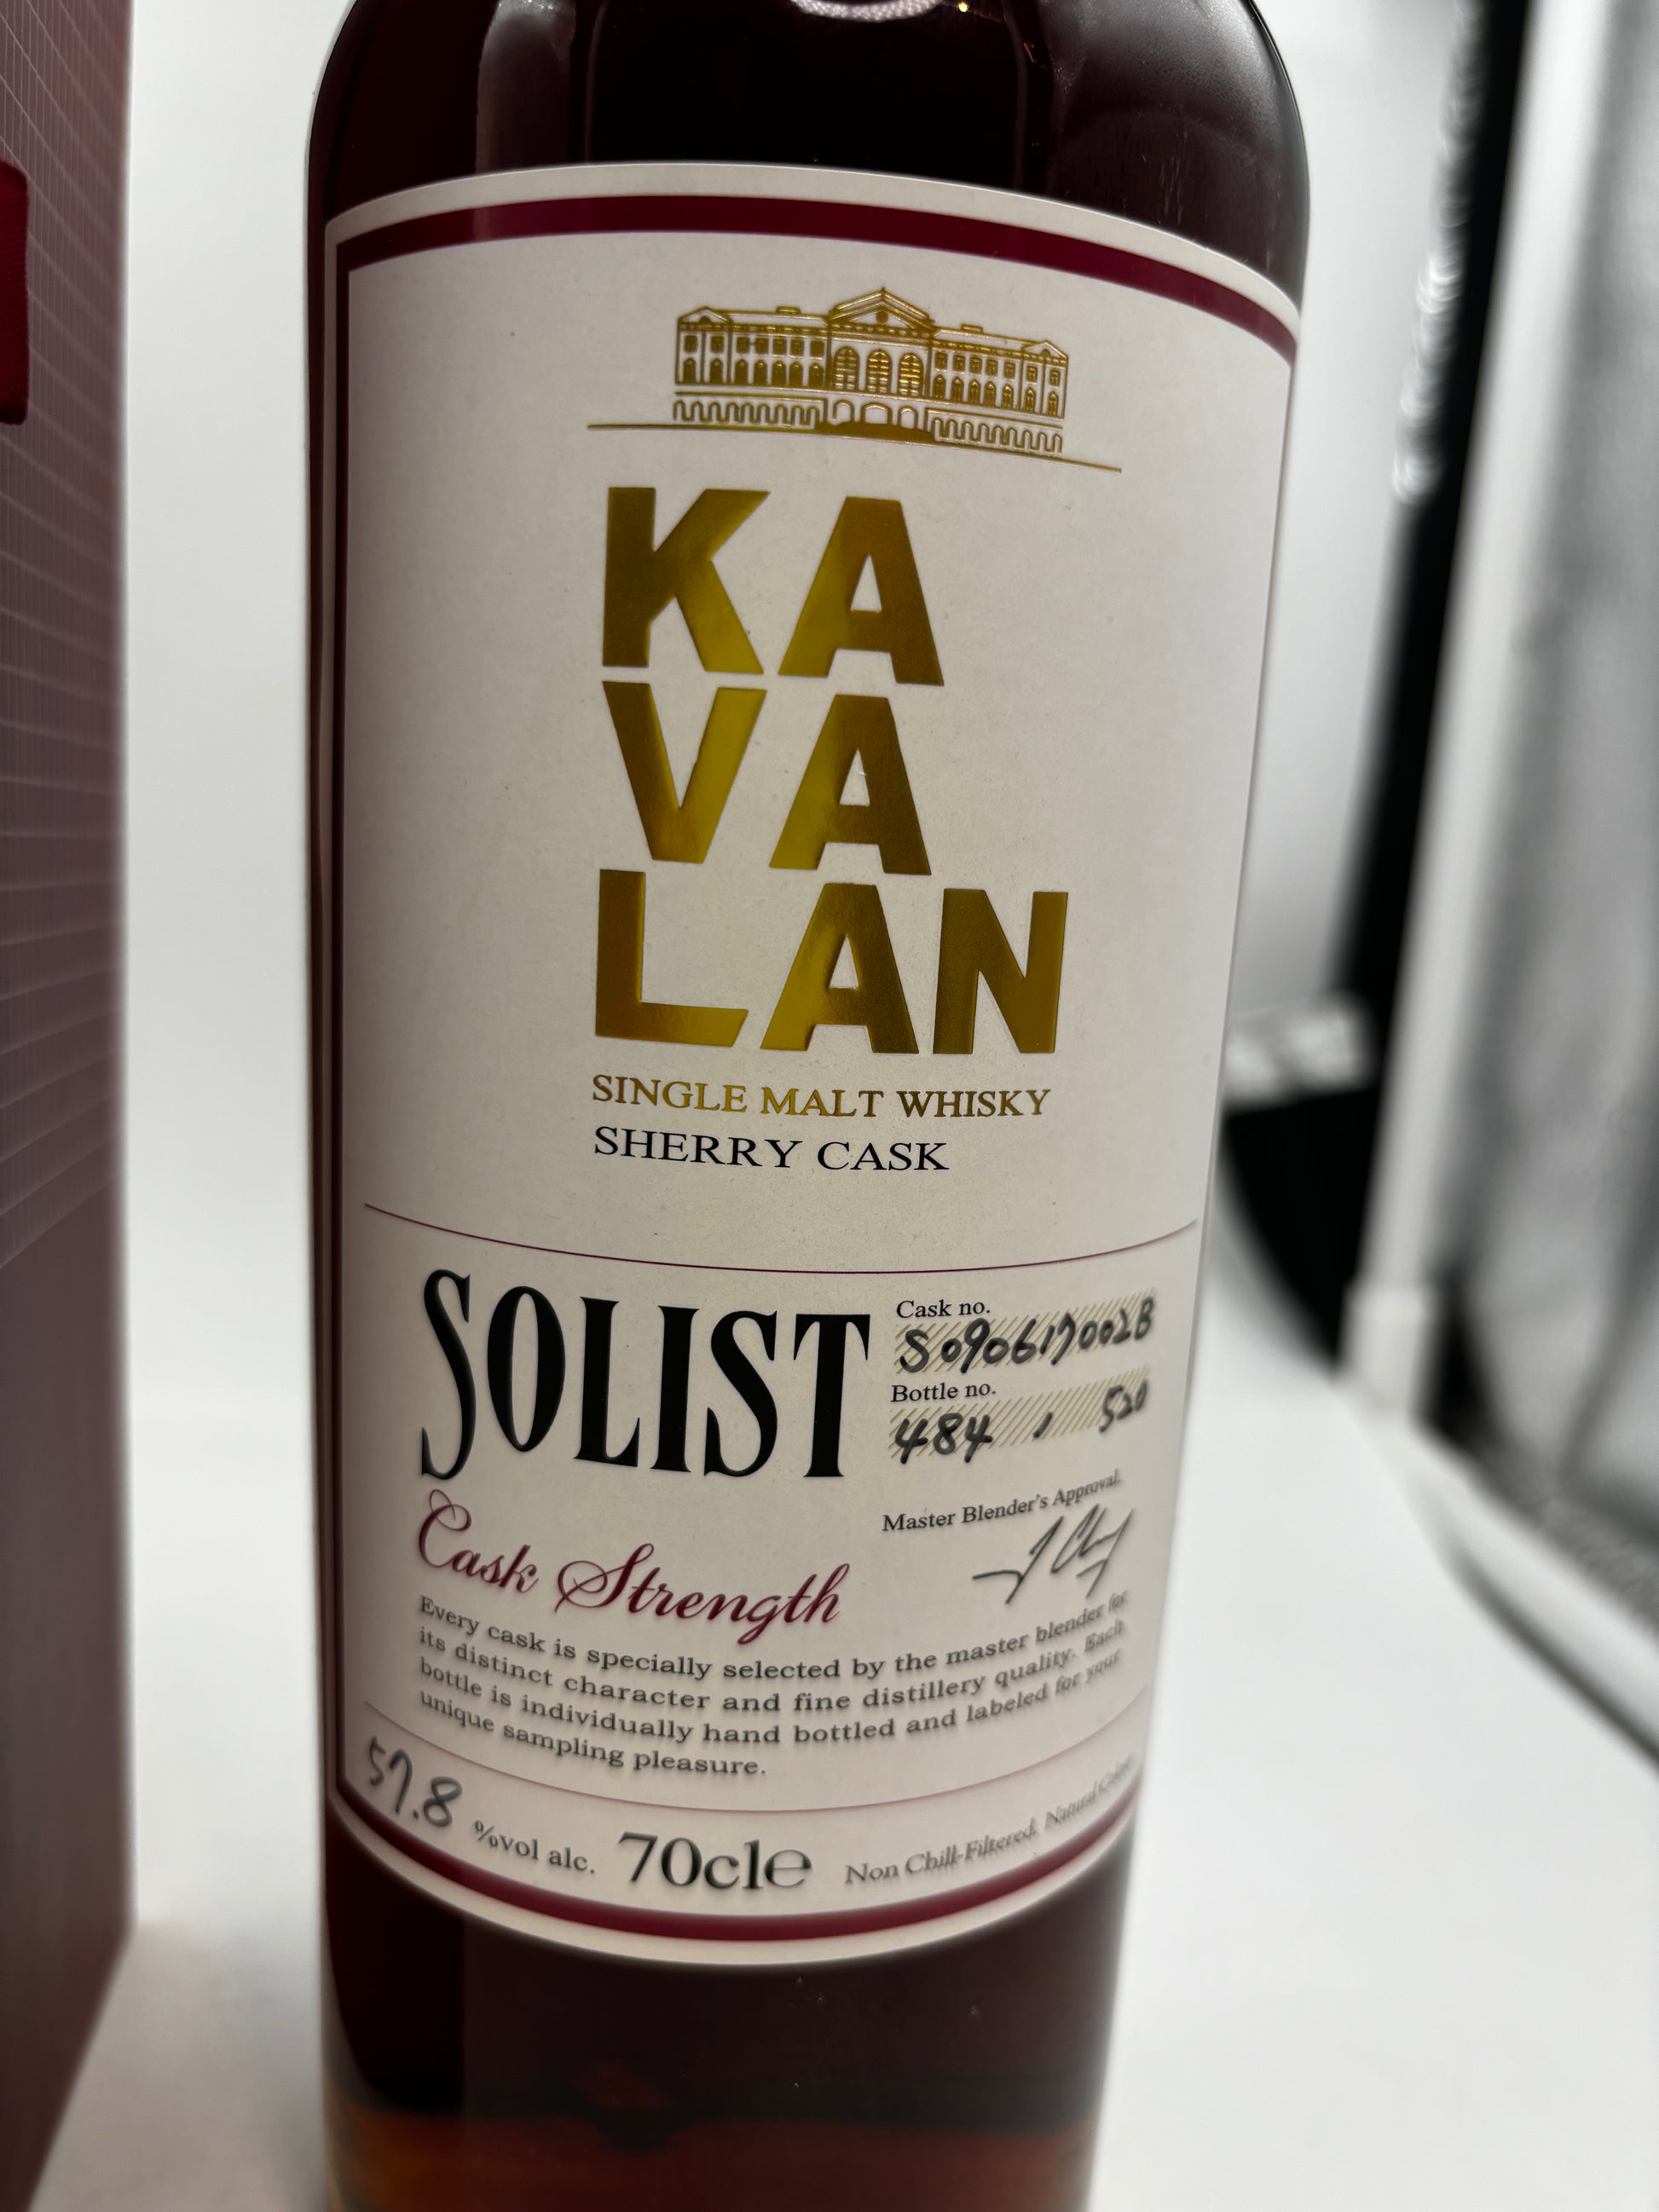 KA
VA
LAN
SINGLE MALT WHISKY
SHERRY CASK
SOLIST
Cask no.
S090617002B
Bottle no.
484 , 520
Master Blender's Approval.
Cask Strength
Every cask is specially selected by the master blender for
its distinct character and fine distillery quality. Each
bottle is individually hand bottled and labeled for your
unique sampling pleasure.
57.8 %vol alc. 70cl℮ Non Chill-Filtered. Natural Colour.